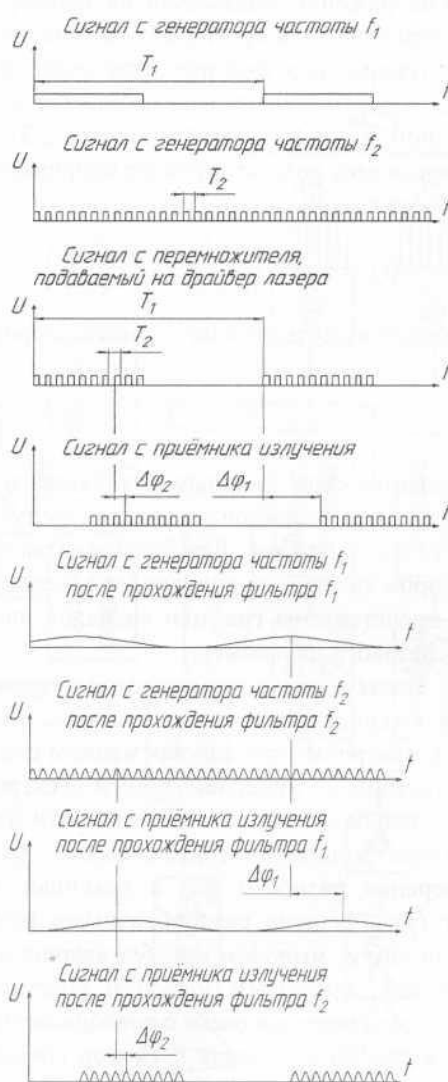 Сигнал с генератора частоты f₁
U
T₁
t
Сигнал с генератора частоты f₂
U
T₂
t
Сигнал с перемножителя,
подаваемый на драйвер лазера
U
T₁
T₂
t
Сигнал с приёмника излучения
U
Δφ₂
Δφ₁
t
Сигнал с генератора частоты f₁
после прохождения фильтра f₁
U
t
Сигнал с генератора частоты f₂
после прохождения фильтра f₂
U
t
Сигнал с приёмника излучения
после прохождения фильтра f₁
U
Δφ₁
t
Сигнал с приёмника излучения
после прохождения фильтра f₂
U
Δφ₂
t